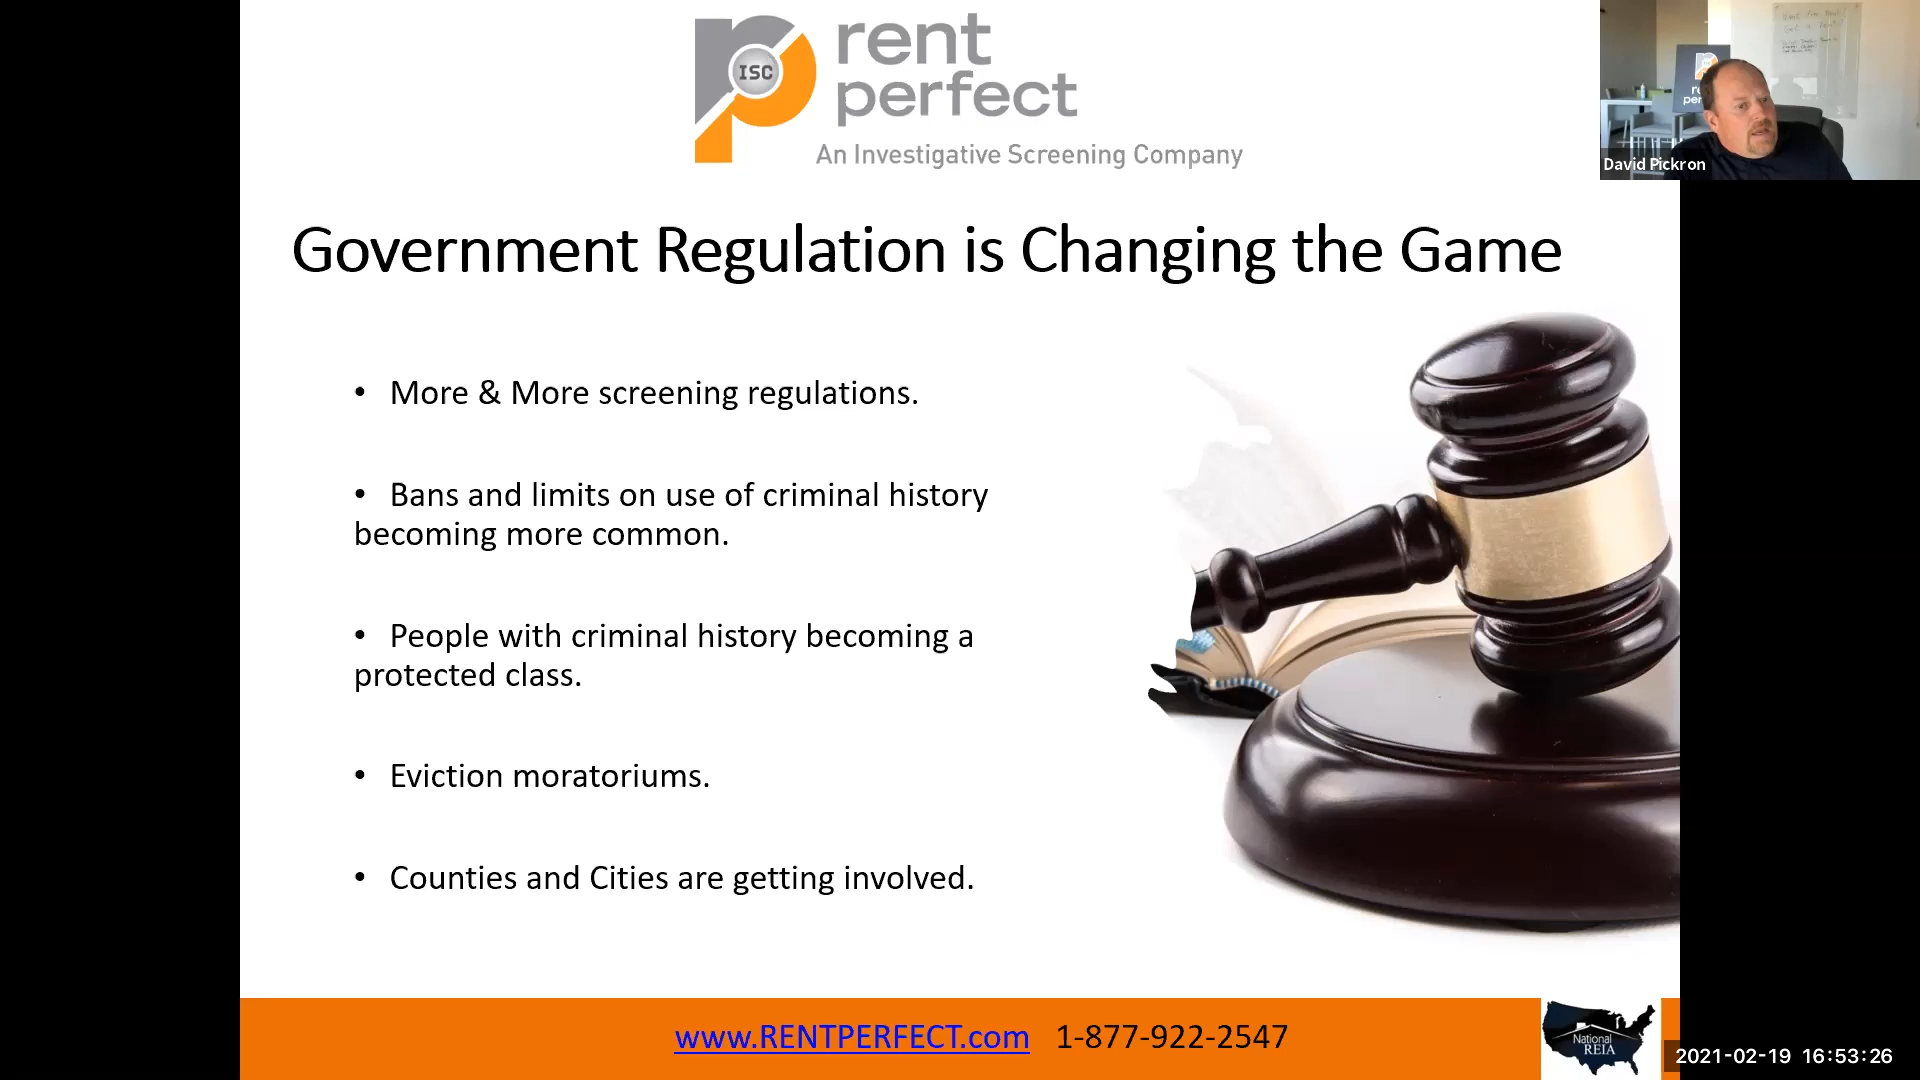 rent
perfect
ISC
An Investigative Screening Company
David Pickron
Government Regulation is Changing the Game
• More & More screening regulations.
• Bans and limits on use of criminal history
becoming more common.
• People with criminal history becoming a
protected class.
• Eviction moratoriums.
• Counties and Cities are getting involved.
www.RENTPERFECT.com 1-877-922-2547
National
REIA
2021-02-19 16:53:26